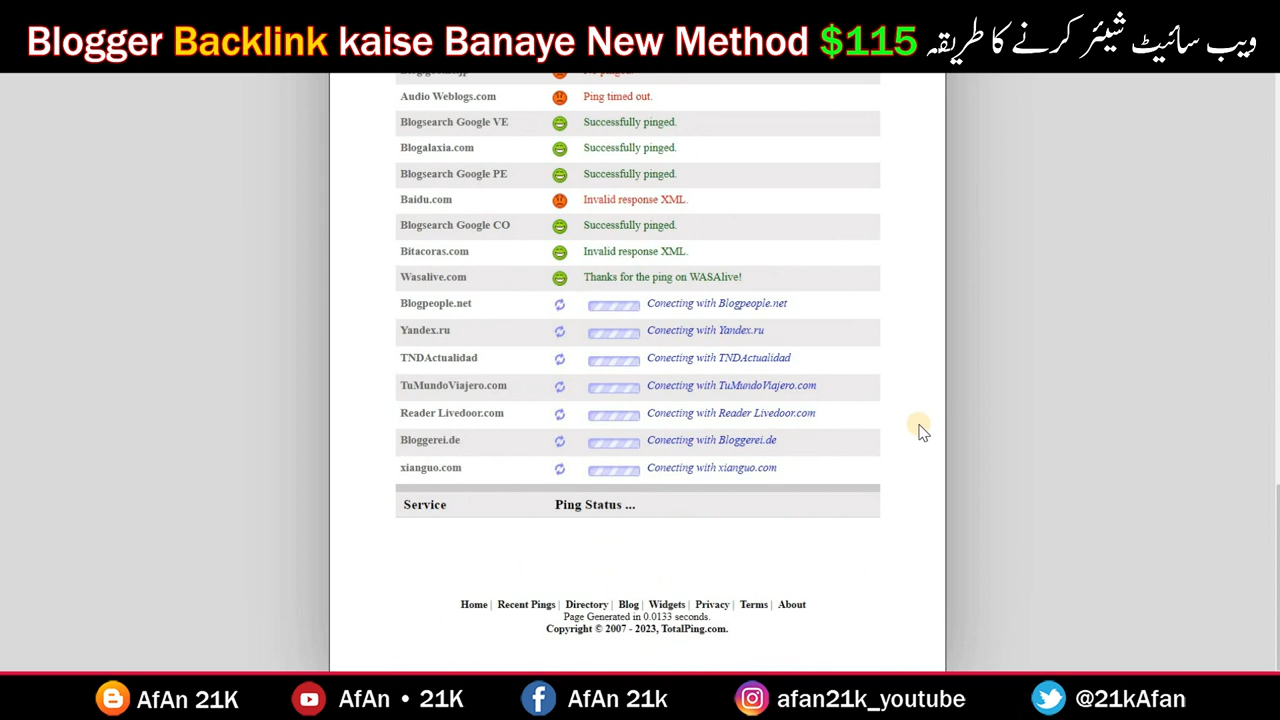 Blogger Backlink kaise Banaye New Method $115 ویب سائیٹ شیئر کرنے کا طریقہ
Audio Weblogs.com Ping timed out.
Blogsearch Google VE Successfully pinged.
Blogalaxia.com Successfully pinged.
Blogsearch Google PE Successfully pinged.
Baidu.com Invalid response XML.
Blogsearch Google CO Successfully pinged.
Bitacoras.com Invalid response XML.
Wasalive.com Thanks for the ping on WASAlive!
Blogpeople.net Conecting with Blogpeople.net
Yandex.ru Conecting with Yandex.ru
TNDActualidad Conecting with TNDActualidad
TuMundoViajero.com Conecting with TuMundoViajero.com
Reader Livedoor.com Conecting with Reader Livedoor.com
Bloggerei.de Conecting with Bloggerei.de
xianguo.com Conecting with xianguo.com
Service Ping Status ...
Home | Recent Pings | Directory | Blog | Widgets | Privacy | Terms | About
Page Generated in 0.0133 seconds.
Copyright © 2007 - 2023, TotalPing.com.
AfAn 21K AfAn • 21K AfAn 21k afan21k_youtube @21kAfan